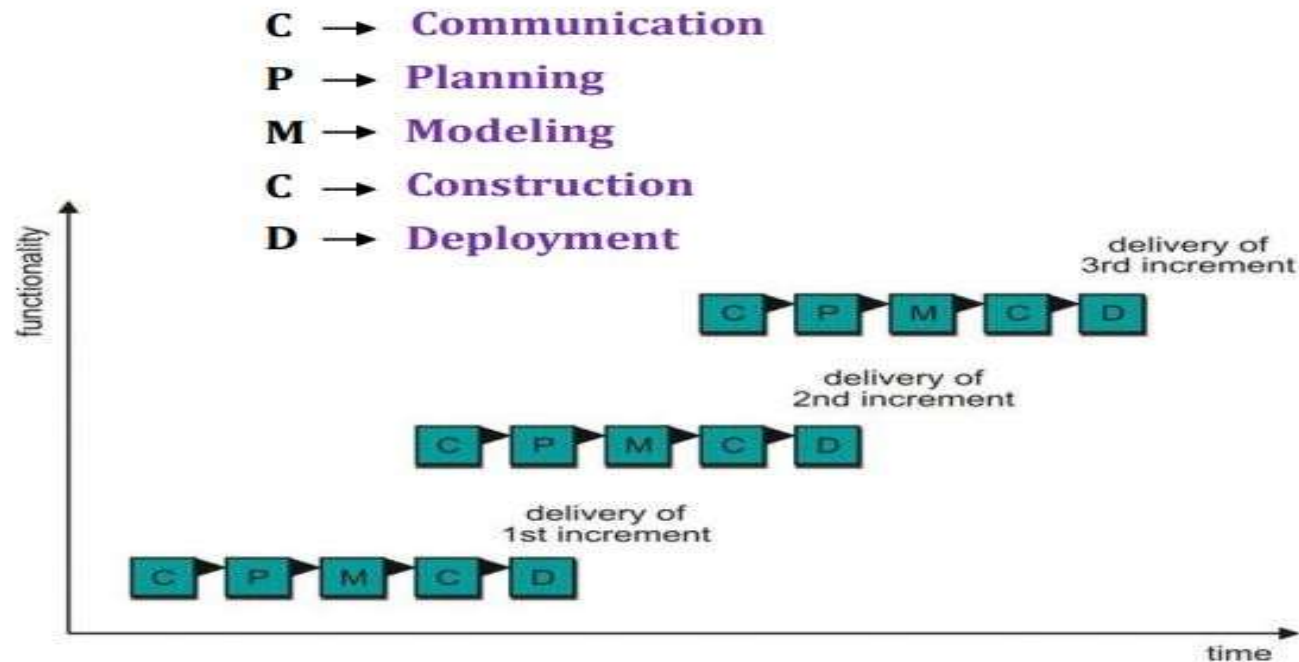 C → Communication
P → Planning
M → Modeling
C → Construction
D → Deployment
functionality
delivery of
3rd increment
C P M C D
delivery of
2nd increment
C P M C D
delivery of
1st increment
C P M C D
time